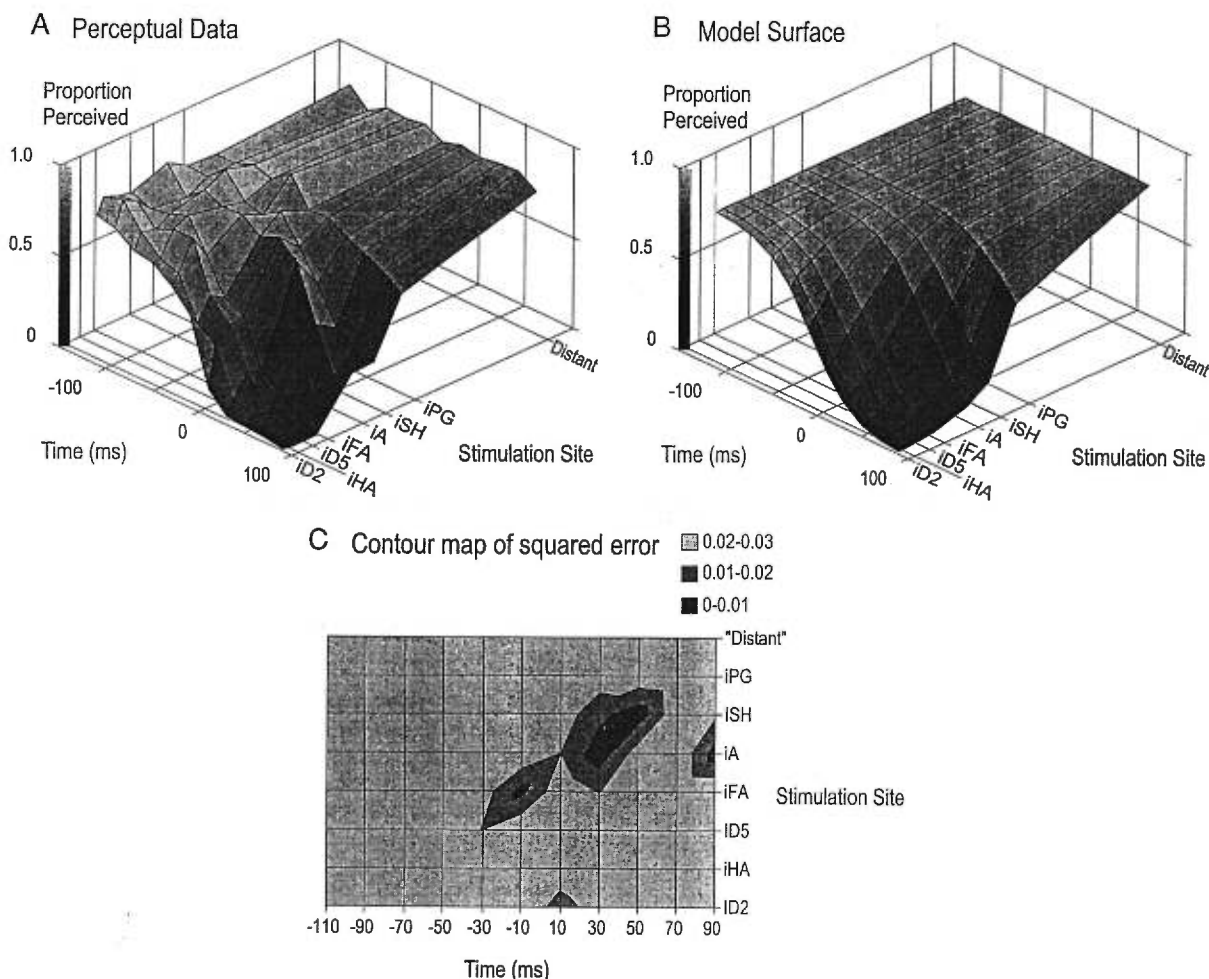 A Perceptual Data
Proportion
Perceived
1.0
0.5
0
-100
0
100
Time (ms)
Distant
iPG
iSH
iA
iFA
iD5
iHA
iD2
Stimulation Site
B Model Surface
Proportion
Perceived
1.0
0.5
0
-100
0
100
Time (ms)
Distant
iPG
iSH
iA
iFA
iD5
iHA
iD2
Stimulation Site
C Contour map of squared error
0.02-0.03
0.01-0.02
0-0.01
"Distant"
iPG
iSH
iA
iFA
iD5
iHA
iD2
Stimulation Site
-110 -90 -70 -50 -30 -10 10 30 50 70 90
Time (ms)